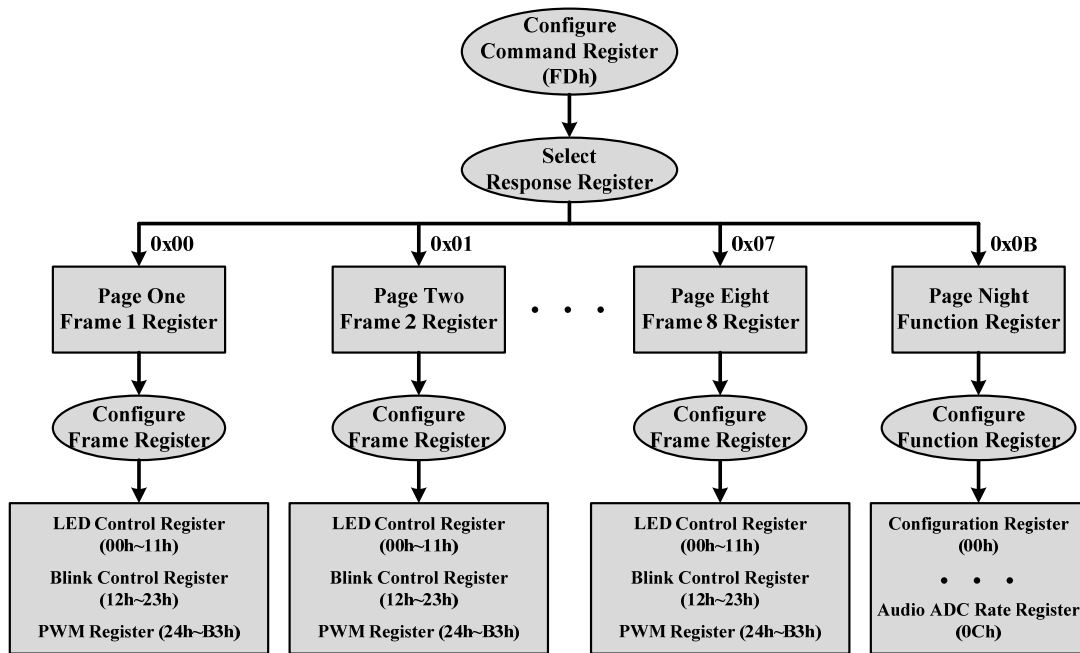 Configure
Command Register
(FDh)
Select
Response Register
0x00
0x01
0x07
0x0B
Page One
Frame 1 Register
Page Two
Frame 2 Register
. . .
Page Eight
Frame 8 Register
Page Night
Function Register
Configure
Frame Register
Configure
Frame Register
Configure
Frame Register
Configure
Function Register
LED Control Register
(00h~11h)
Blink Control Register
(12h~23h)
PWM Register (24h~B3h)
LED Control Register
(00h~11h)
Blink Control Register
(12h~23h)
PWM Register (24h~B3h)
LED Control Register
(00h~11h)
Blink Control Register
(12h~23h)
PWM Register (24h~B3h)
Configuration Register
(00h)
. . .
Audio ADC Rate Register
(0Ch)